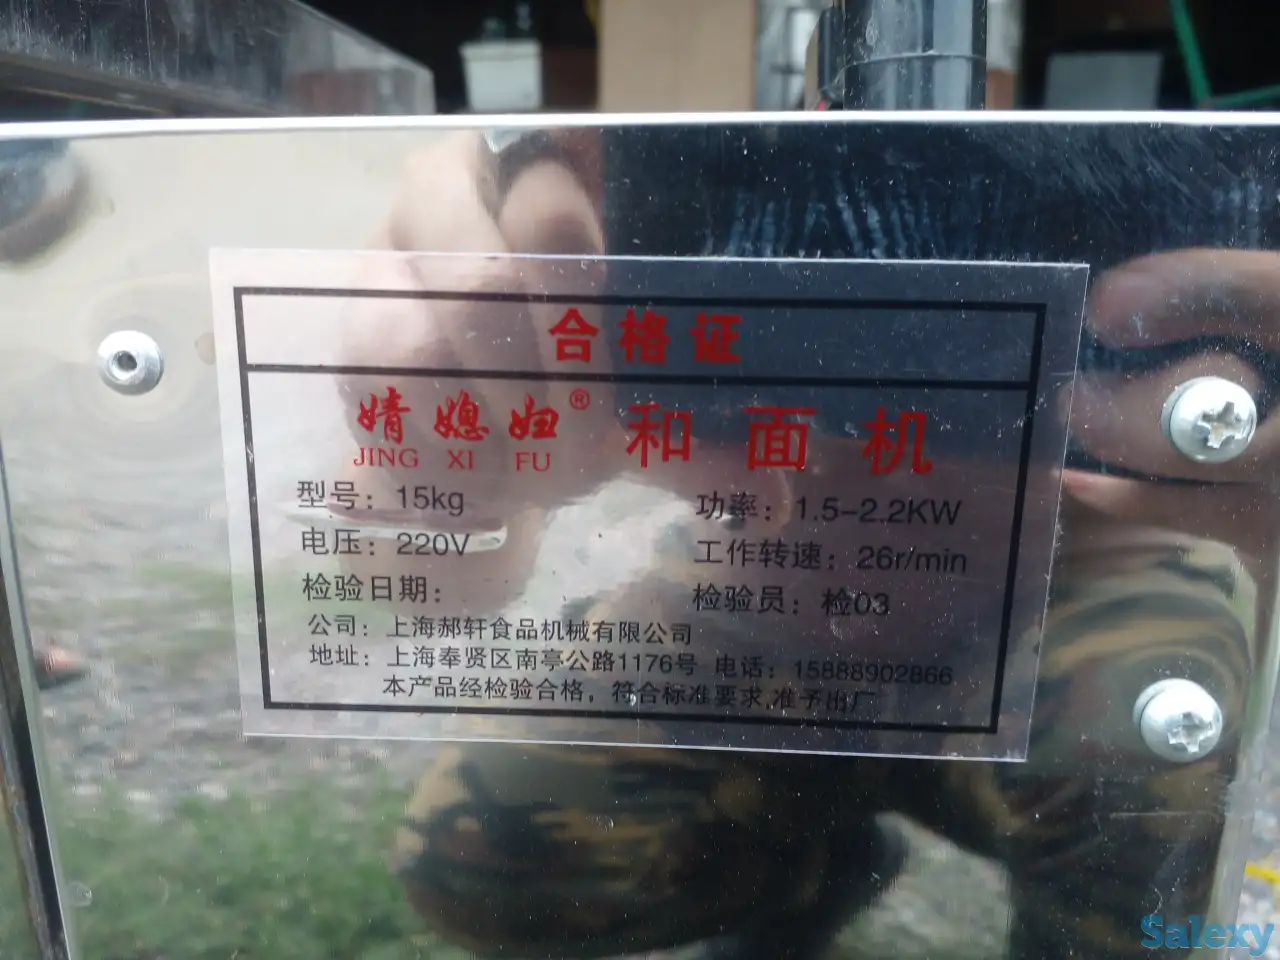 合格证
婧媳妇® 和面机
JING XI FU
型号：15kg 功率：1.5-2.2KW
电压：220V 工作转速：26r/min
检验日期： 检验员：检03
公司：上海郝轩食品机械有限公司
地址：上海奉贤区南亭公路1176号 电话：15888902866
本产品经检验合格，符合标准要求,准予出厂
Salexy